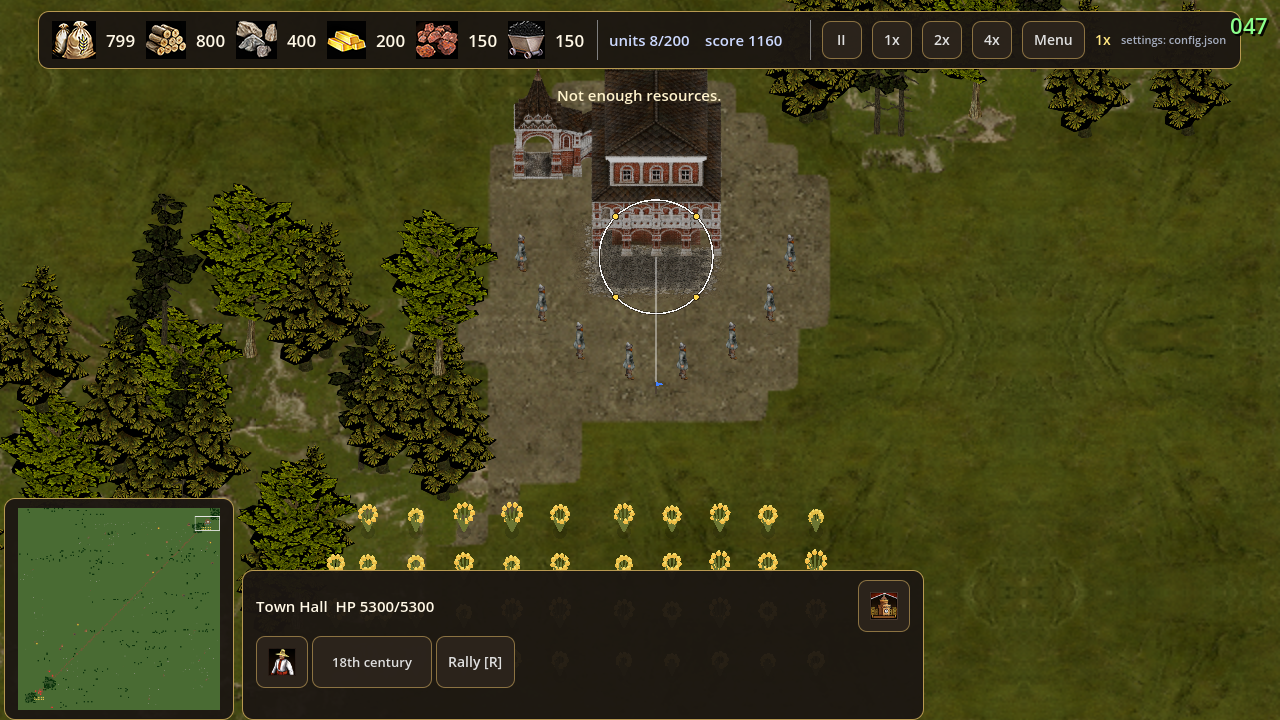 799 800 400 200 150 150 units 8/200 score 1160 II 1x 2x 4x Menu 1x settings: config.json 047
Not enough resources.
Town Hall HP 5300/5300
18th century Rally [R]